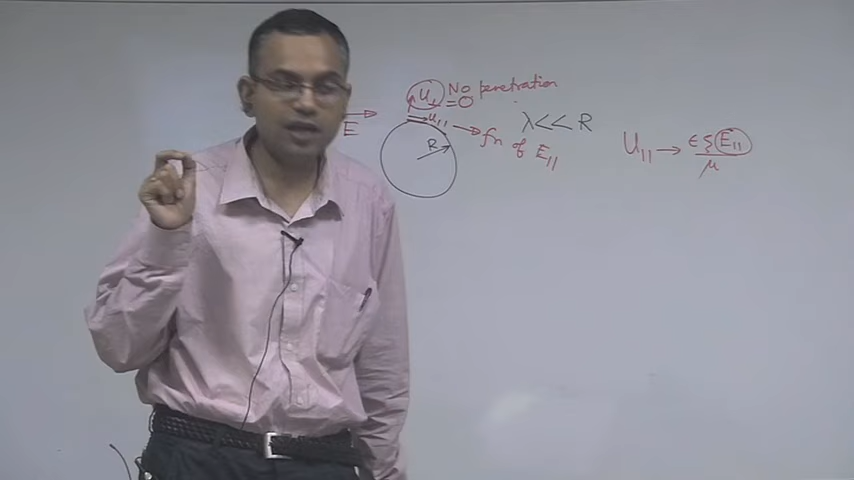 E
u⊥ No penetration
= 0
u||
fn of E||
λ << R
R
u|| → ε ζ E||
μ